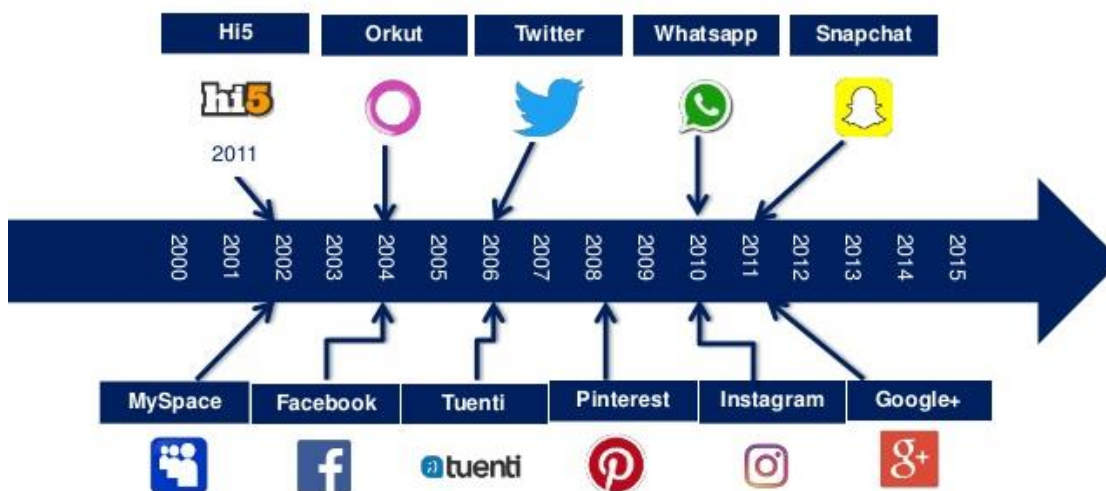 Hi5
Orkut
Twitter
Whatsapp
Snapchat
hi5
2011
2000
2001
2002
2003
2004
2005
2006
2007
2008
2009
2010
2011
2012
2013
2014
2015
MySpace
Facebook
Tuenti
Pinterest
Instagram
Google+
f
tuenti
g+